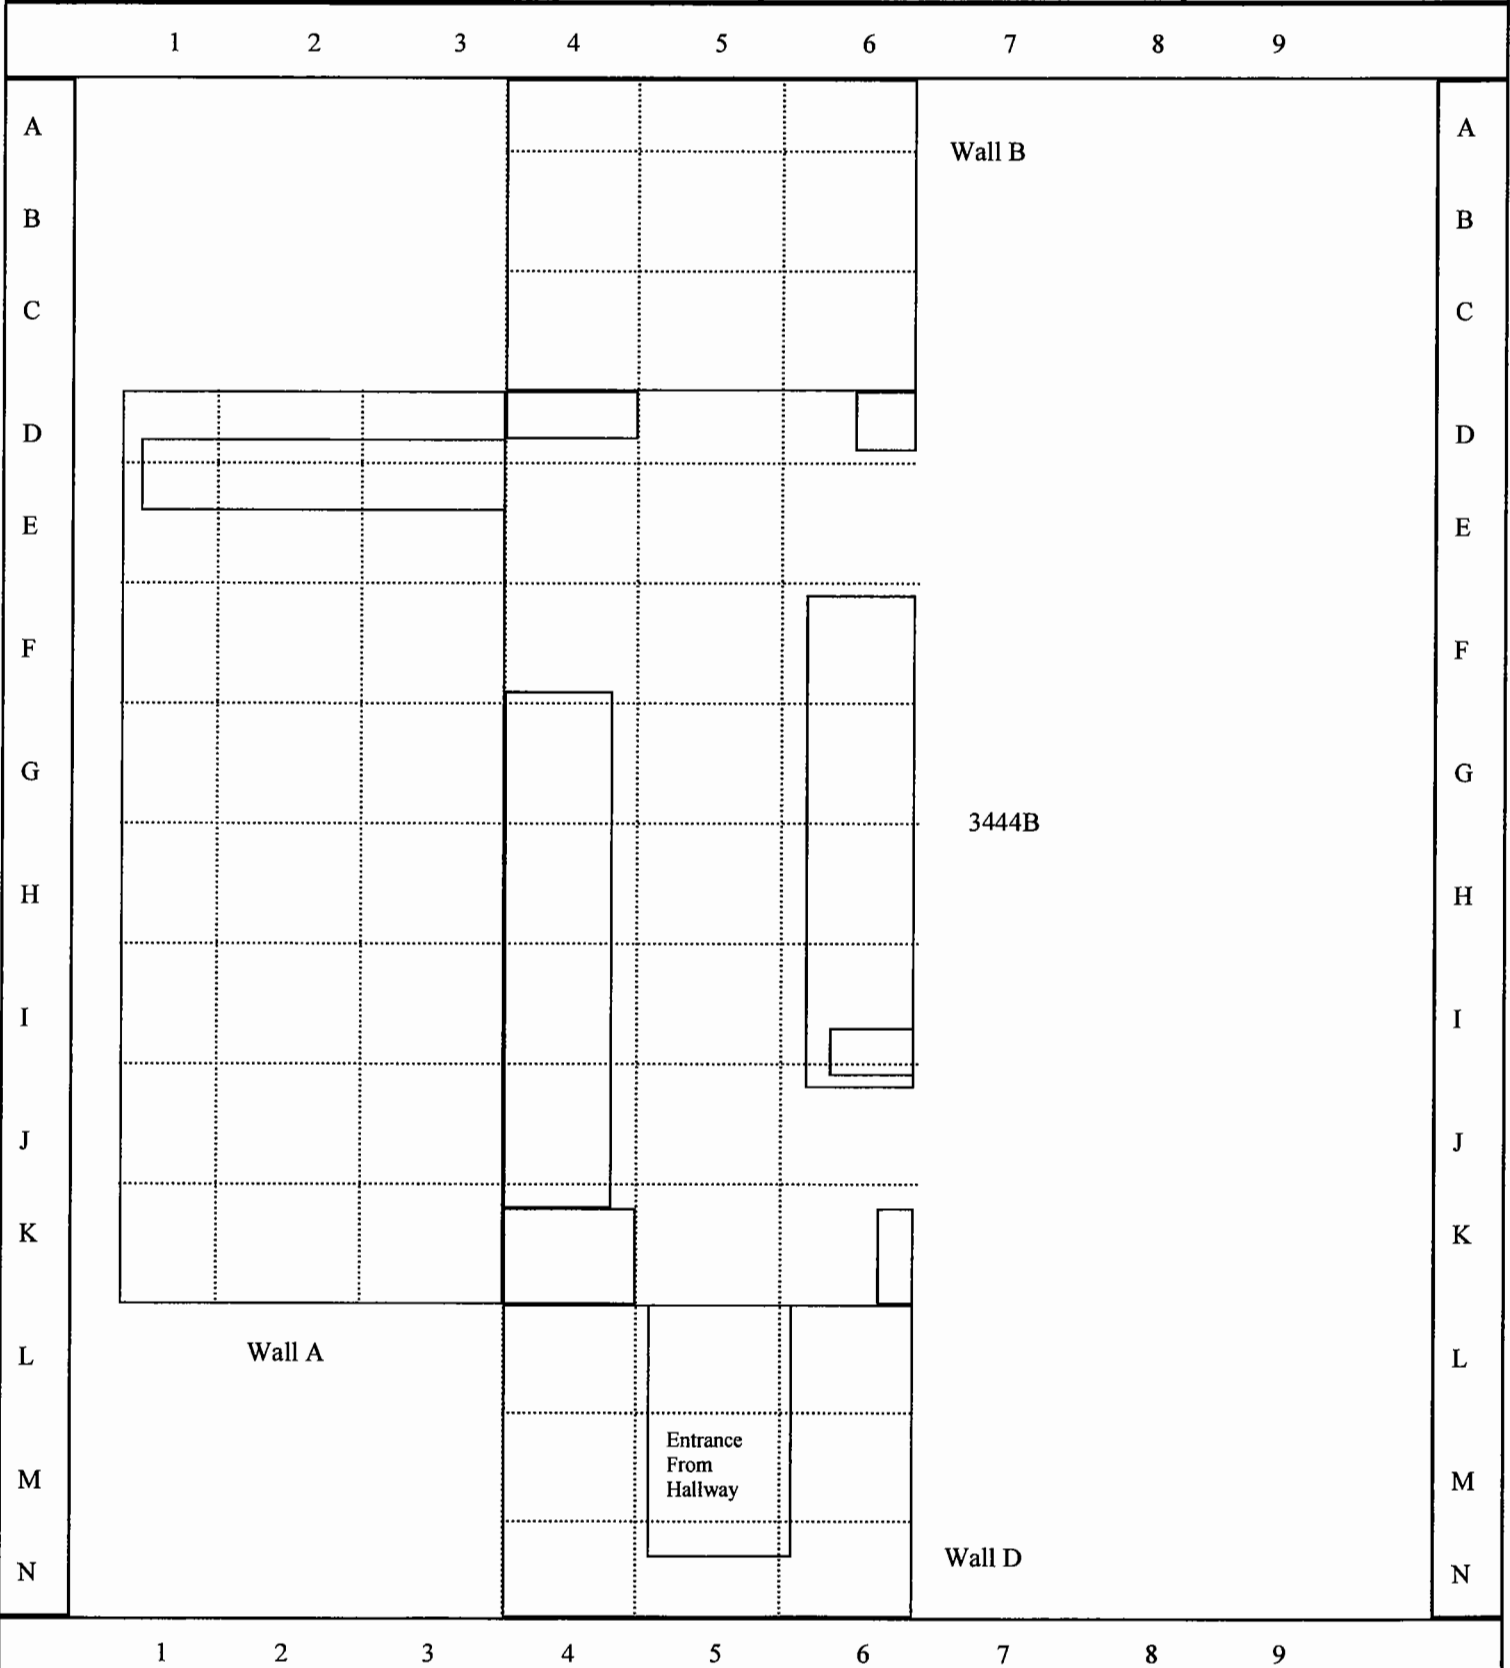 1 2 3 4 5 6 7 8 9
A A
Wall B
B B
C C
D D
E E
F F
G G
3444B
H H
I I
J J
K K
Wall A
L L
Entrance
From
Hallway
M M
Wall D
N N
1 2 3 4 5 6 7 8 9